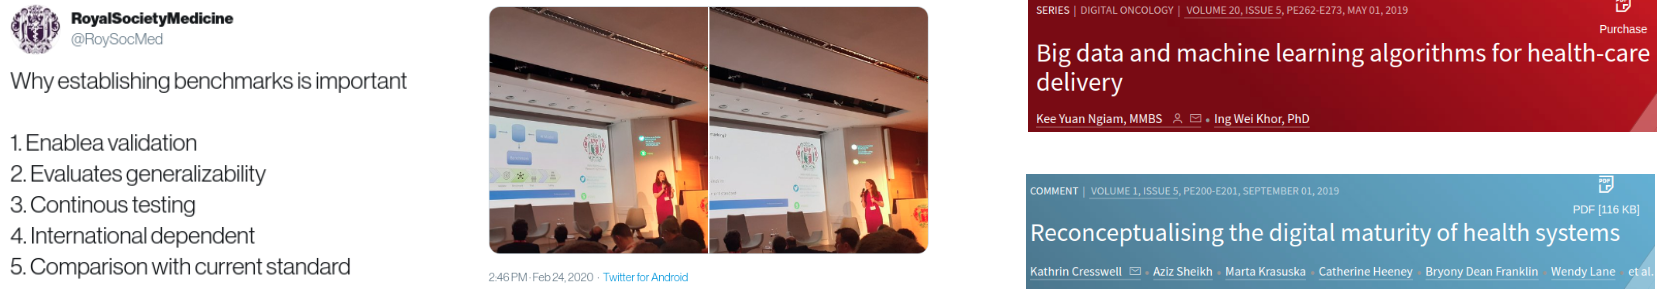 RoyalSocietyMedicine
@RoySocMed
Why establishing benchmarks is important
1. Enablea validation
2. Evaluates generalizability
3. Continous testing
4. International dependent
5. Comparison with current standard
2:46 PM · Feb 24, 2020 · Twitter for Android
SERIES | DIGITAL ONCOLOGY | VOLUME 20, ISSUE 5, PE262-E273, MAY 01, 2019
Purchase
Big data and machine learning algorithms for health-care
delivery
Kee Yuan Ngiam, MMBS • Ing Wei Khor, PhD
COMMENT | VOLUME 1, ISSUE 5, PE200-E201, SEPTEMBER 01, 2019
PDF
PDF [116 KB]
Reconceptualising the digital maturity of health systems
Kathrin Cresswell • Aziz Sheikh • Marta Krasuska • Catherine Heeney • Bryony Dean Franklin • Wendy Lane • et al.